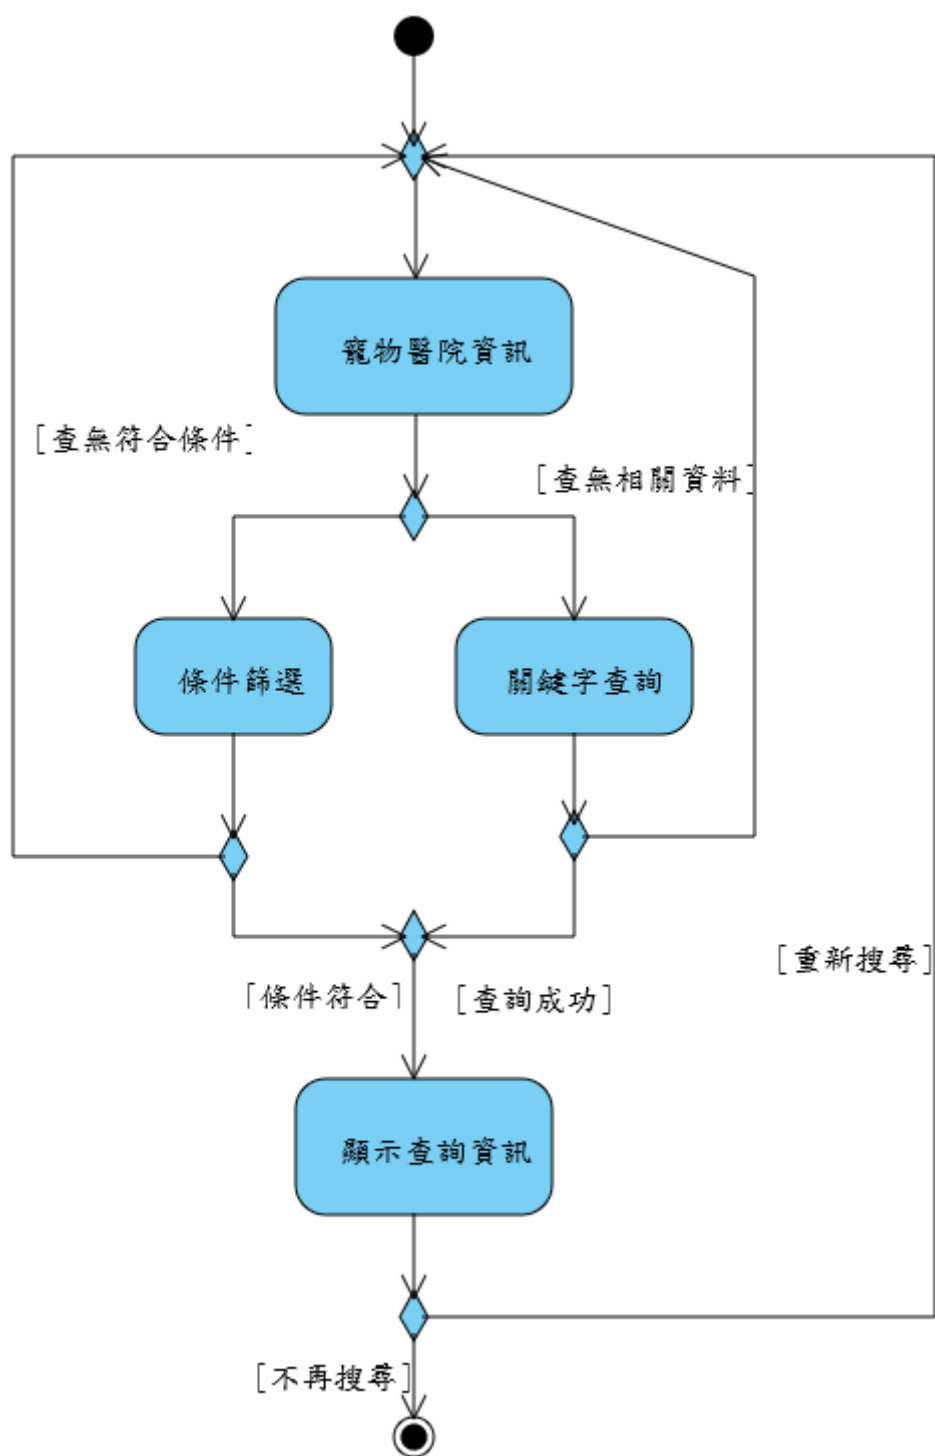 寵物醫院資訊
[查無符合條件]
[查無相關資料]
條件篩選
關鍵字查詢
[重新搜尋]
[條件符合]
[查詢成功]
顯示查詢資訊
[不再搜尋]